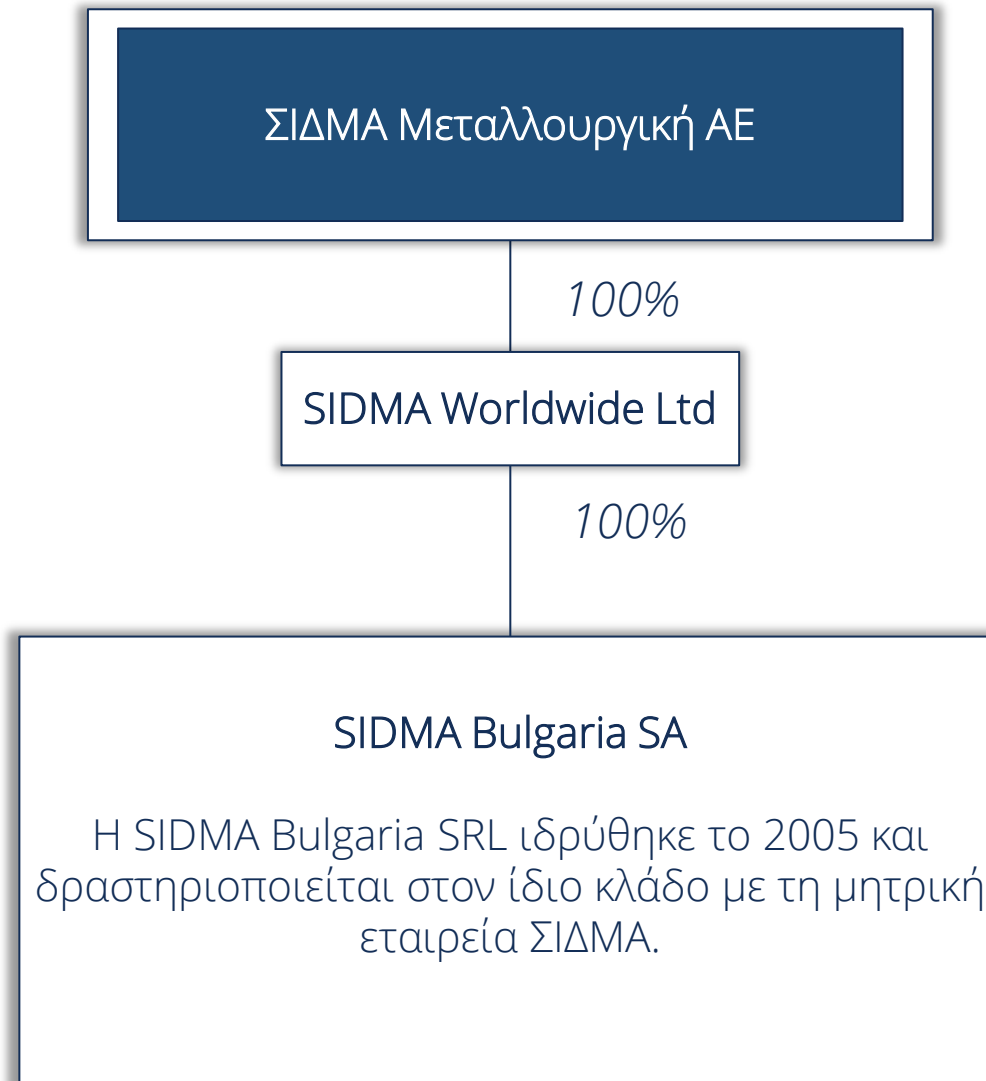 ΣΙΔΜΑ Μεταλλουργική ΑΕ
100%
SIDMA Worldwide Ltd
100%
SIDMA Bulgaria SA
Η SIDMA Bulgaria SRL ιδρύθηκε το 2005 και
δραστηριοποιείται στον ίδιο κλάδο με τη μητρική
εταιρεία ΣΙΔΜΑ.